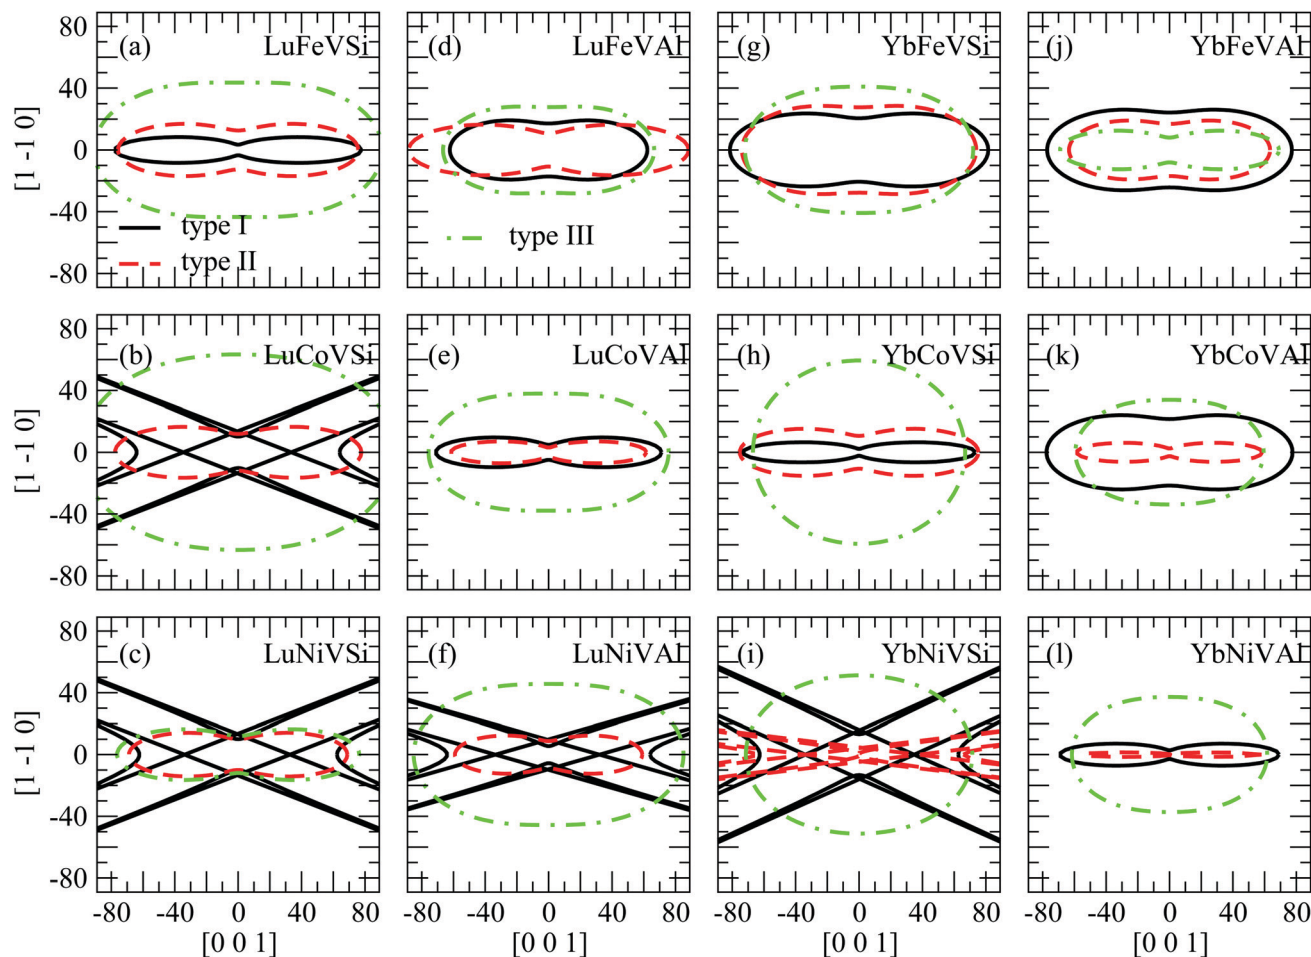 (a) LuFeVSi (d) LuFeVAl (g) YbFeVSi (j) YbFeVAl
80
40
0
-40
-80
[1 -1 0]
type I
type II
type III
(b) LuCoVSi (e) LuCoVAl (h) YbCoVSi (k) YbCoVAl
80
40
0
-40
-80
[1 -1 0]
(c) LuNiVSi (f) LuNiVAl (i) YbNiVSi (l) YbNiVAl
80
40
0
-40
-80
[1 -1 0]
-80 -40 0 40 80 -80 -40 0 40 80 -80 -40 0 40 80 -80 -40 0 40 80
[0 0 1] [0 0 1] [0 0 1] [0 0 1]